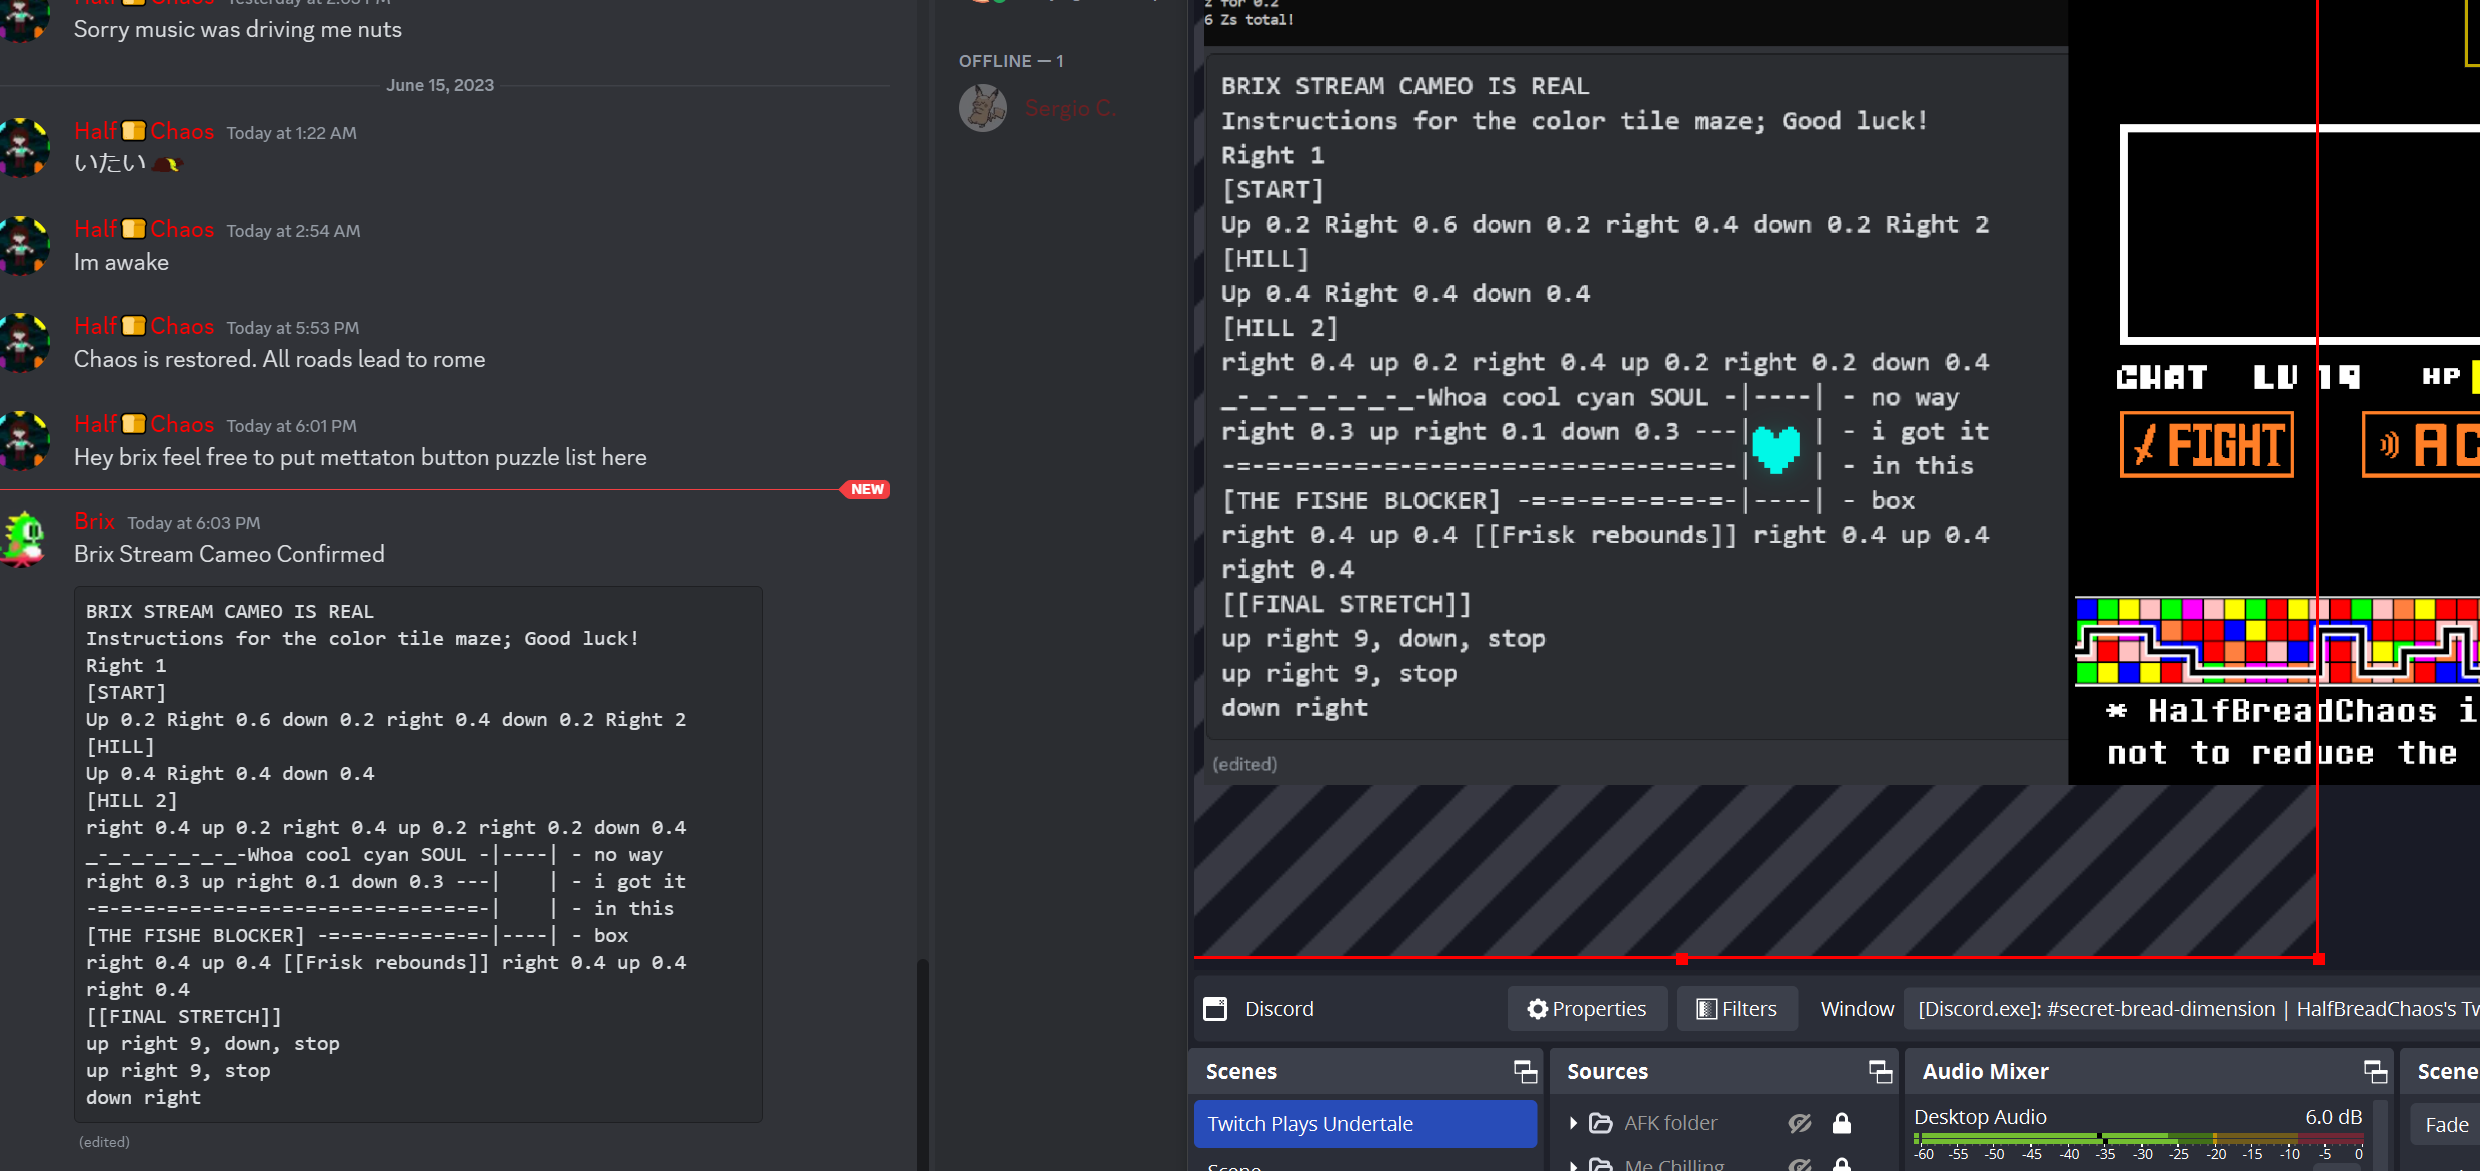 Sorry music was driving me nuts
June 15, 2023
Half Chaos Today at 1:22 AM
いたい
Half Chaos Today at 2:54 AM
Im awake
Half Chaos Today at 5:53 PM
Chaos is restored. All roads lead to rome
Half Chaos Today at 6:01 PM
Hey brix feel free to put mettaton button puzzle list here
NEW
Brix Today at 6:03 PM
Brix Stream Cameo Confirmed
BRIX STREAM CAMEO IS REAL
Instructions for the color tile maze; Good luck!
Right 1
[START]
Up 0.2 Right 0.6 down 0.2 right 0.4 down 0.2 Right 2
[HILL]
Up 0.4 Right 0.4 down 0.4
[HILL 2]
right 0.4 up 0.2 right 0.4 up 0.2 right 0.2 down 0.4
_-_-_-_-_-_-_-Whoa cool cyan SOUL -|----| - no way
right 0.3 up right 0.1 down 0.3 ---|    | - i got it
-=-=-=-=-=-=-=-=-=-=-=-=-=-=-=-=-=-|    | - in this
[THE FISHE BLOCKER] -=-=-=-=-=-=-=-|----| - box
right 0.4 up 0.4 [[Frisk rebounds]] right 0.4 up 0.4
right 0.4
[[FINAL STRETCH]]
up right 9, down, stop
up right 9, stop
down right
(edited)
OFFLINE — 1
Sergio C.
z for 0.2
6 Zs total!
BRIX STREAM CAMEO IS REAL
Instructions for the color tile maze; Good luck!
Right 1
[START]
Up 0.2 Right 0.6 down 0.2 right 0.4 down 0.2 Right 2
[HILL]
Up 0.4 Right 0.4 down 0.4
[HILL 2]
right 0.4 up 0.2 right 0.4 up 0.2 right 0.2 down 0.4
_-_-_-_-_-_-_-Whoa cool cyan SOUL -|----| - no way
right 0.3 up right 0.1 down 0.3 ---|    | - i got it
-=-=-=-=-=-=-=-=-=-=-=-=-=-=-=-=-=-|    | - in this
[THE FISHE BLOCKER] -=-=-=-=-=-=-=-|----| - box
right 0.4 up 0.4 [[Frisk rebounds]] right 0.4 up 0.4
right 0.4
[[FINAL STRETCH]]
up right 9, down, stop
up right 9, stop
down right
(edited)
CHAT LV 19 HP
FIGHT AC
* HalfBreadChaos i
not to reduce the
Discord Properties Filters Window [Discord.exe]: #secret-bread-dimension | HalfBreadChaos's Tw
Scenes Sources Audio Mixer Scene
Twitch Plays Undertale
Scene
AFK folder
Me Chilling
Desktop Audio 6.0 dB
-60 -55 -50 -45 -40 -35 -30 -25 -20 -15 -10 -5 0
Fade